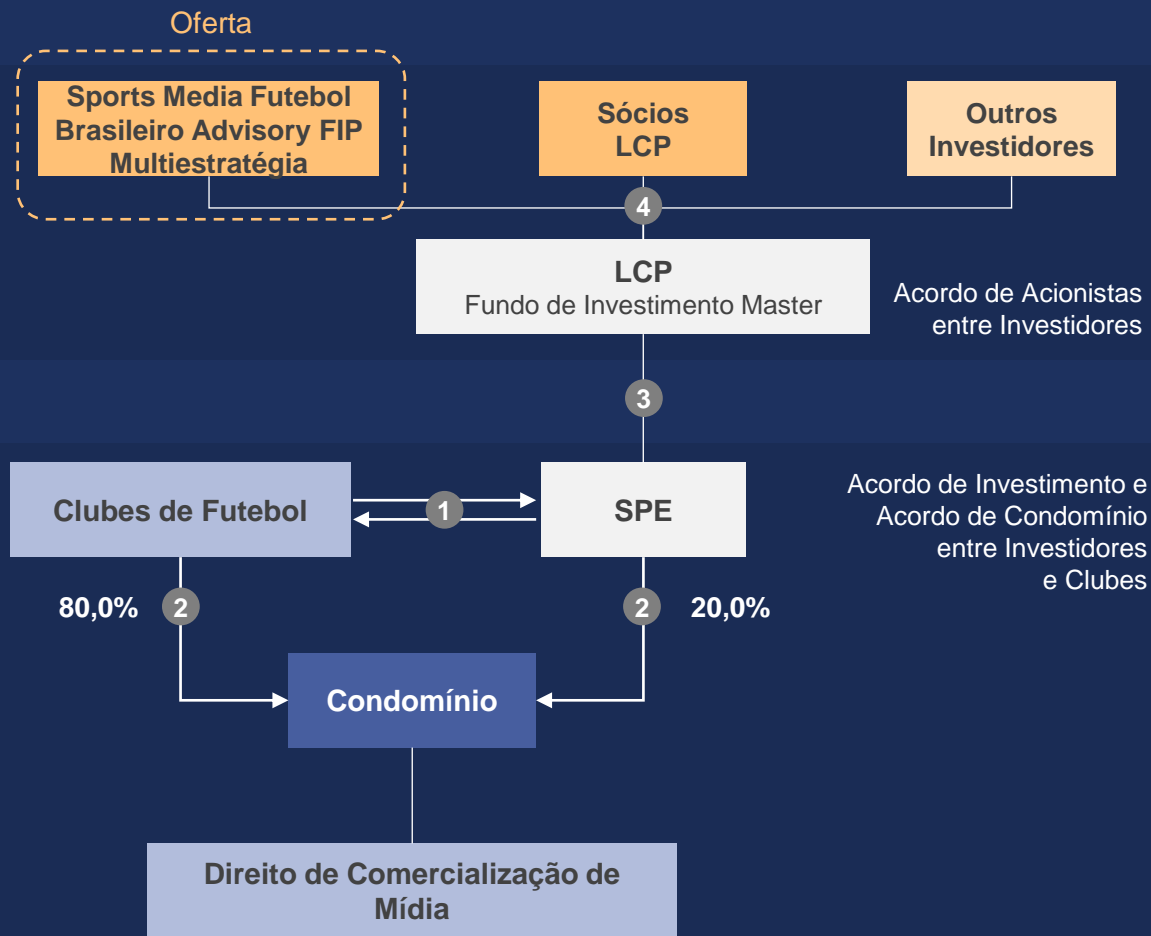 Oferta
Sports Media Futebol
Brasileiro Advisory FIP
Multiestratégia
Sócios
LCP
Outros
Investidores
4
LCP
Fundo de Investimento Master
Acordo de Acionistas
entre Investidores
3
Clubes de Futebol
1
SPE
Acordo de Investimento e
Acordo de Condomínio
entre Investidores
e Clubes
80,0%
2
2
20,0%
Condomínio
Direito de Comercialização de
Mídia